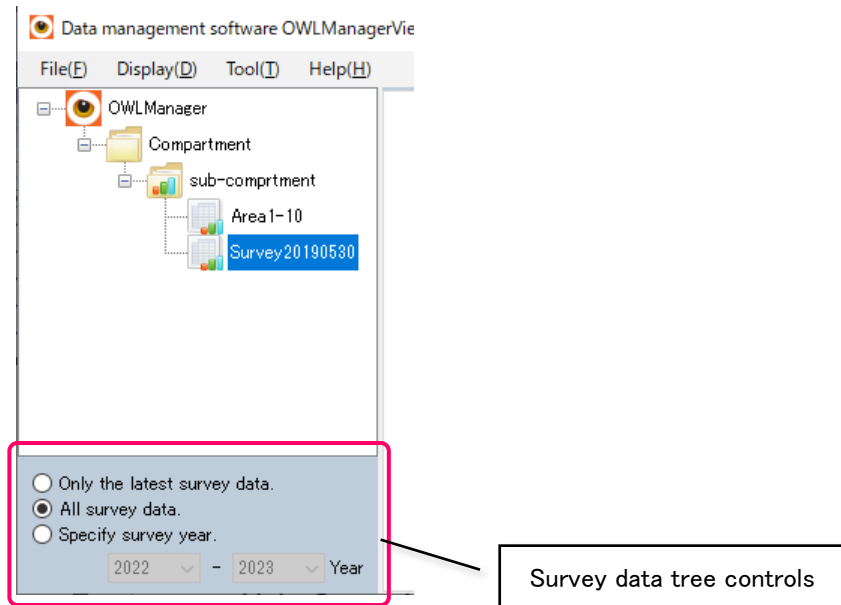 Data management software OWLManagerVie
File(F) Display(D) Tool(T) Help(H)
OWLManager
Compartment
sub-comprtment
Area1-10
Survey20190530
Only the latest survey data.
All survey data.
Specify survey year.
2022 - 2023 Year
Survey data tree controls